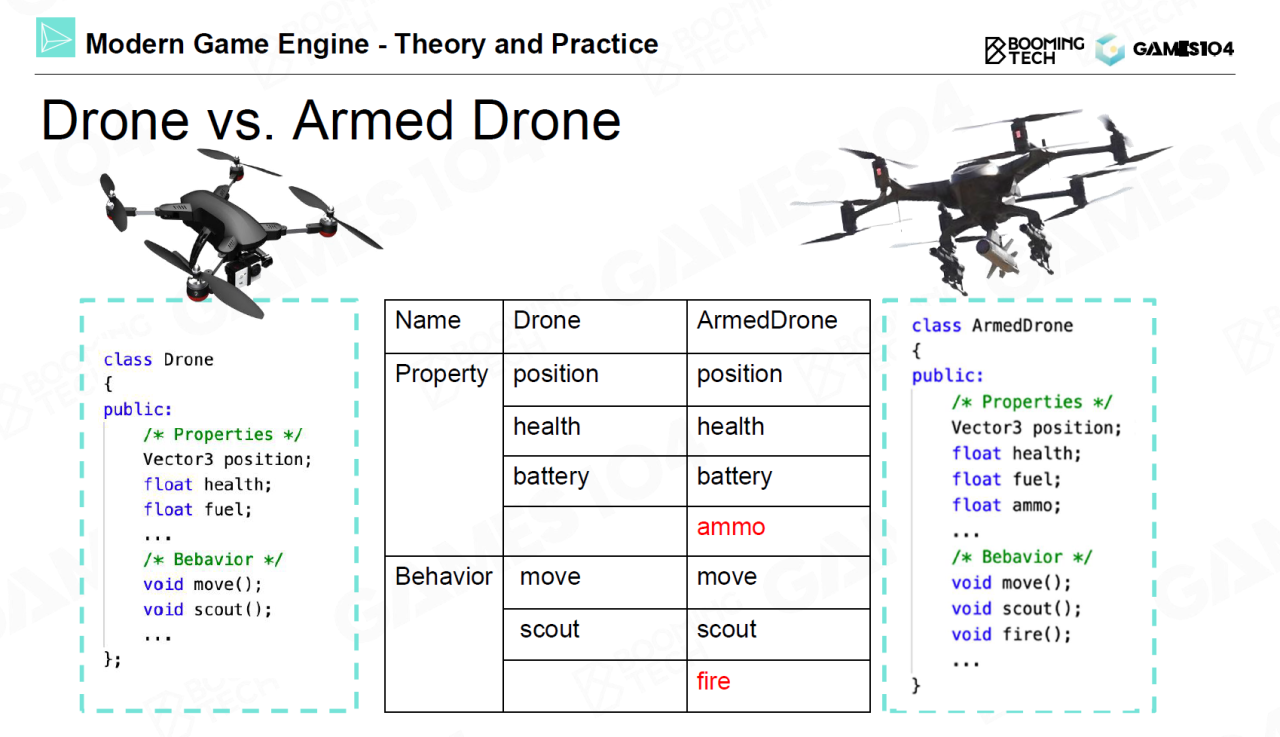 Modern Game Engine - Theory and Practice
BOOMING
TECH
GAMES104
Drone vs. Armed Drone
class Drone
{
public:
/* Properties */
Vector3 position;
float health;
float fuel;
...
/* Bebavior */
void move();
void scout();
...
};
Name Drone ArmedDrone
Property position position
health health
battery battery
ammo
Behavior move move
scout scout
fire
class ArmedDrone
{
public:
/* Properties */
Vector3 position;
float health;
float fuel;
float ammo;
...
/* Bebavior */
void move();
void scout();
void fire();
...
}